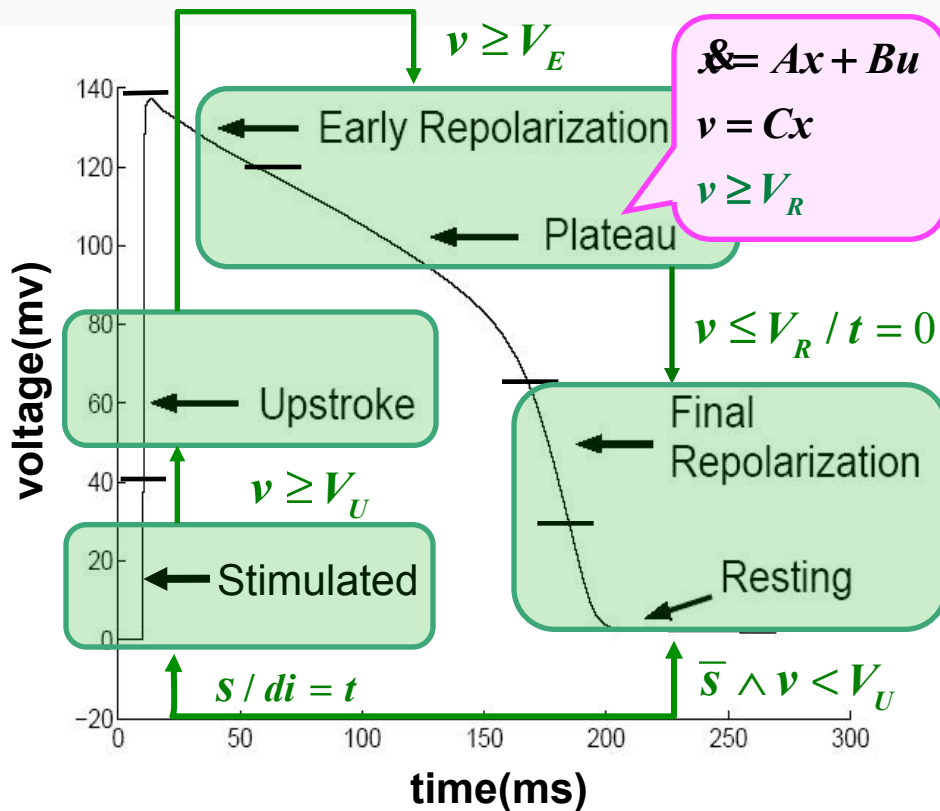 v ≥ V_E
ẋ& = Ax + Bu
v = Cx
v ≥ V_R
140
120
100
80
60
40
20
0
−20
voltage(mv)
Early Repolarization
Plateau
v ≤ V_R / t = 0
Upstroke
Final
Repolarization
v ≥ V_U
Stimulated
Resting
s / di = t
s̅ ∧ v < V_U
0
50
100
150
200
250
300
time(ms)